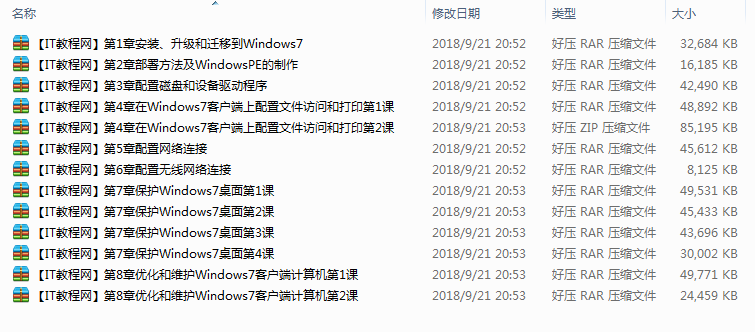 名称 修改日期 类型 大小
【IT教程网】第1章安装、升级和迁移到Windows7 2018/9/21 20:52 好压 RAR 压缩文件 32,684 KB
【IT教程网】第2章部署方法及WindowsPE的制作 2018/9/21 20:52 好压 RAR 压缩文件 16,185 KB
【IT教程网】第3章配置磁盘和设备驱动程序 2018/9/21 20:52 好压 RAR 压缩文件 42,490 KB
【IT教程网】第4章在Windows7客户端上配置文件访问和打印第1课 2018/9/21 20:52 好压 RAR 压缩文件 48,892 KB
【IT教程网】第4章在Windows7客户端上配置文件访问和打印第2课 2018/9/21 20:53 好压 ZIP 压缩文件 85,195 KB
【IT教程网】第5章配置网络连接 2018/9/21 20:52 好压 RAR 压缩文件 45,612 KB
【IT教程网】第6章配置无线网络连接 2018/9/21 20:52 好压 RAR 压缩文件 8,125 KB
【IT教程网】第7章保护Windows7桌面第1课 2018/9/21 20:53 好压 RAR 压缩文件 49,531 KB
【IT教程网】第7章保护Windows7桌面第2课 2018/9/21 20:53 好压 RAR 压缩文件 45,433 KB
【IT教程网】第7章保护Windows7桌面第3课 2018/9/21 20:53 好压 RAR 压缩文件 43,696 KB
【IT教程网】第7章保护Windows7桌面第4课 2018/9/21 20:53 好压 RAR 压缩文件 30,002 KB
【IT教程网】第8章优化和维护Windows7客户端计算机第1课 2018/9/21 20:53 好压 RAR 压缩文件 49,771 KB
【IT教程网】第8章优化和维护Windows7客户端计算机第2课 2018/9/21 20:53 好压 RAR 压缩文件 24,459 KB